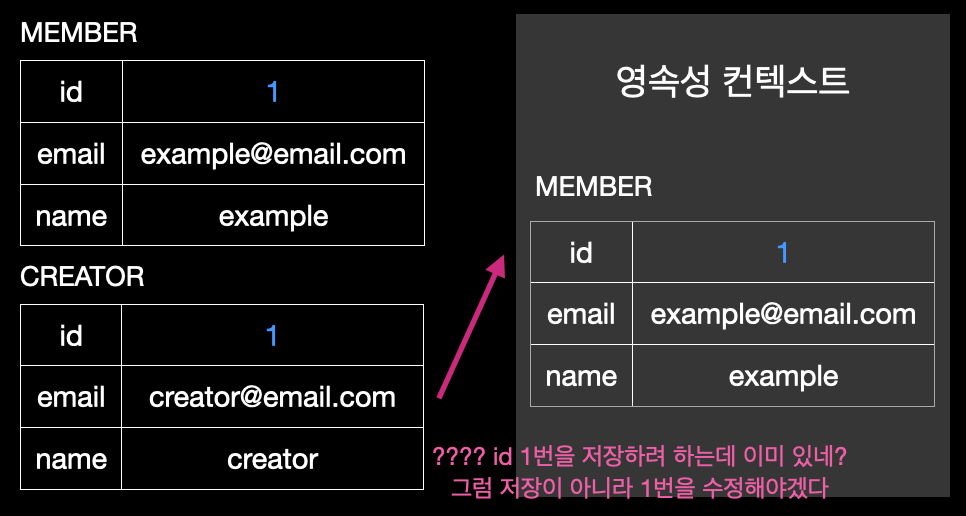 MEMBER
id 1
email example@email.com
name example
CREATOR
id 1
email creator@email.com
name creator
영속성 컨텍스트
MEMBER
id 1
email example@email.com
name example
???? id 1번을 저장하려 하는데 이미 있네?
그럼 저장이 아니라 1번을 수정해야겠다